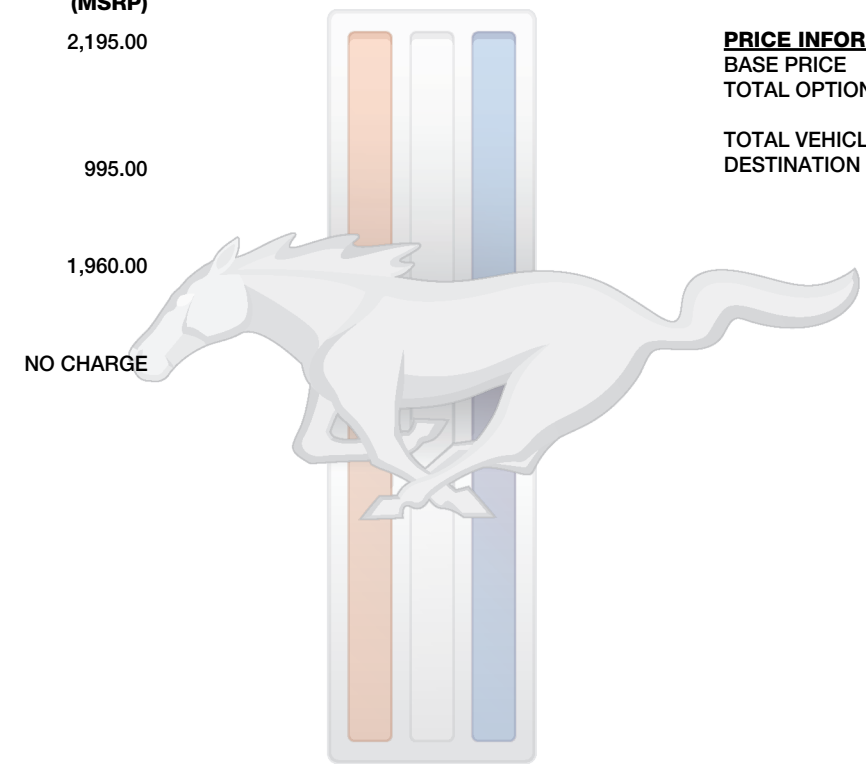 (MSRP)
2,195.00
995.00
1,960.00
NO CHARGE
PRICE INFOR
BASE PRICE
TOTAL OPTION
TOTAL VEHICL
DESTINATION